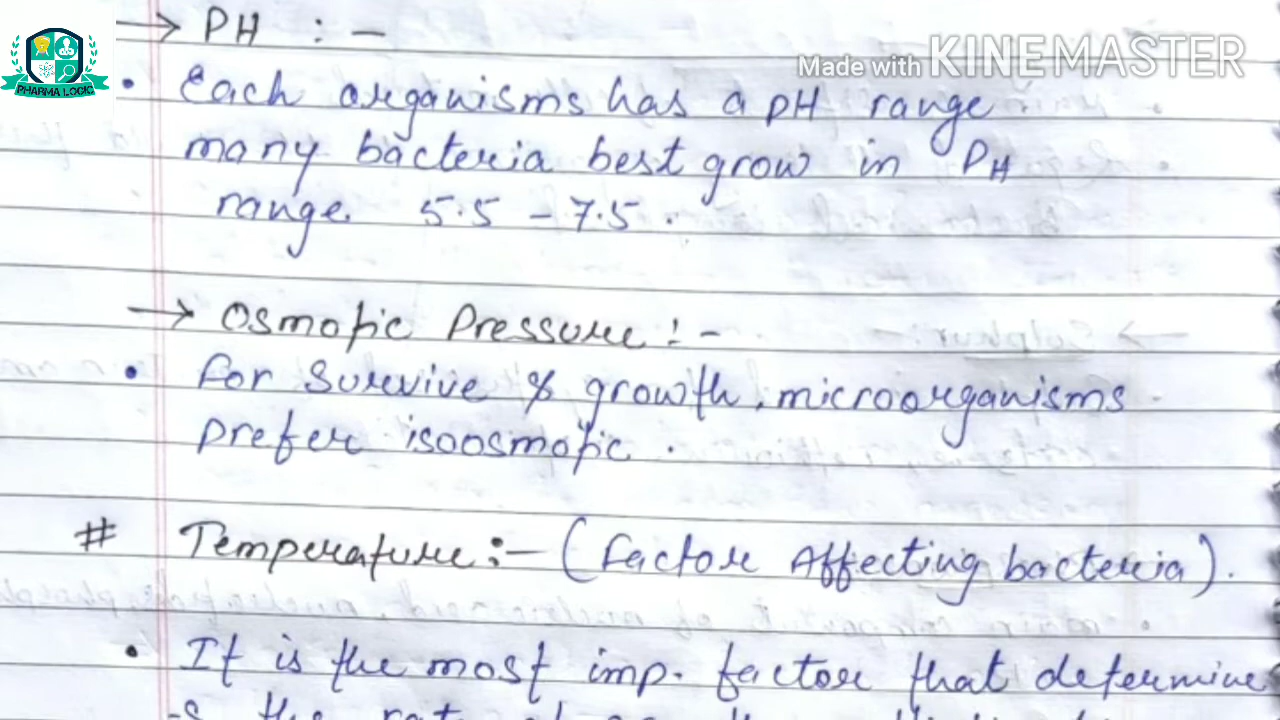 → PH : -
PHARMA LOGIC
Made with KINEMASTER
• Each organisms has a pH range
many bacteria best grow in PH
range. 5.5 - 7.5 .
→ Osmotic Pressure : -
• for Survive & growth, microorganisms
prefer isoosmotic .
# Temperature :- (factor Affecting bacteria).
• It is the most imp. factor that determine
-s the